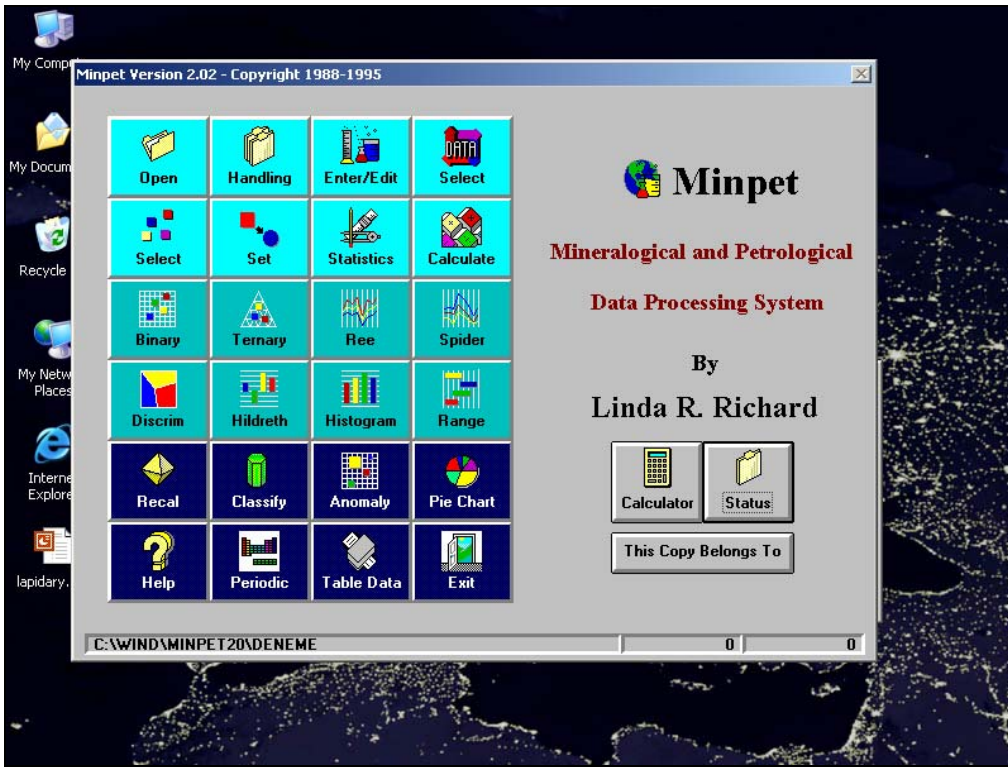 My Comput
Minpet Version 2.02 - Copyright 1988-1995
My Docum
Recycle
My Netw
Places
Interne
Explore
lapidary.
Open
Handling
Enter/Edit
DATA
Select
Select
Set
Statistics
Calculate
Binary
Ternary
Ree
Spider
Discrim
Hildreth
Histogram
Range
Recal
Classify
Anomaly
Pie Chart
Help
Periodic
Table Data
Exit
Minpet
Mineralogical and Petrological
Data Processing System
By
Linda R. Richard
Calculator
Status
This Copy Belongs To
C:\WIND\MINPET20\DENEME
0
0